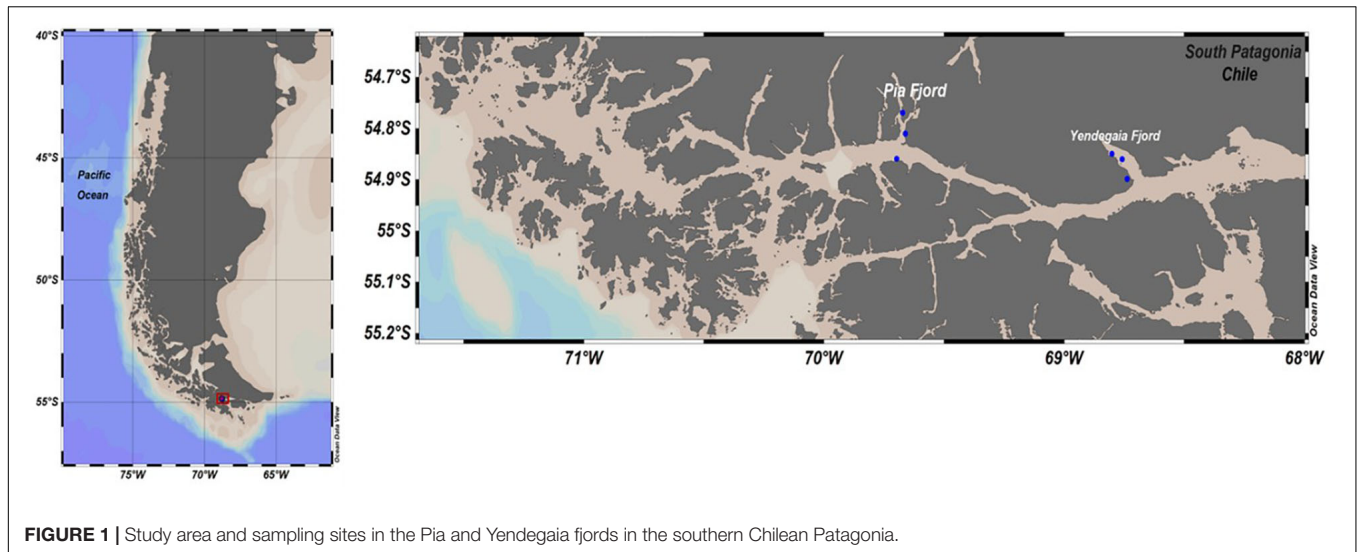 40°S
45°S
50°S
55°S
75°W
70°W
65°W
Pacific
Ocean
Ocean Data View
54.7°S
54.8°S
54.9°S
55°S
55.1°S
55.2°S
71°W
70°W
69°W
68°W
South Patagonia
Chile
Pia Fjord
Yendegaia Fjord
Ocean Data View
FIGURE 1 | Study area and sampling sites in the Pia and Yendegaia fjords in the southern Chilean Patagonia.